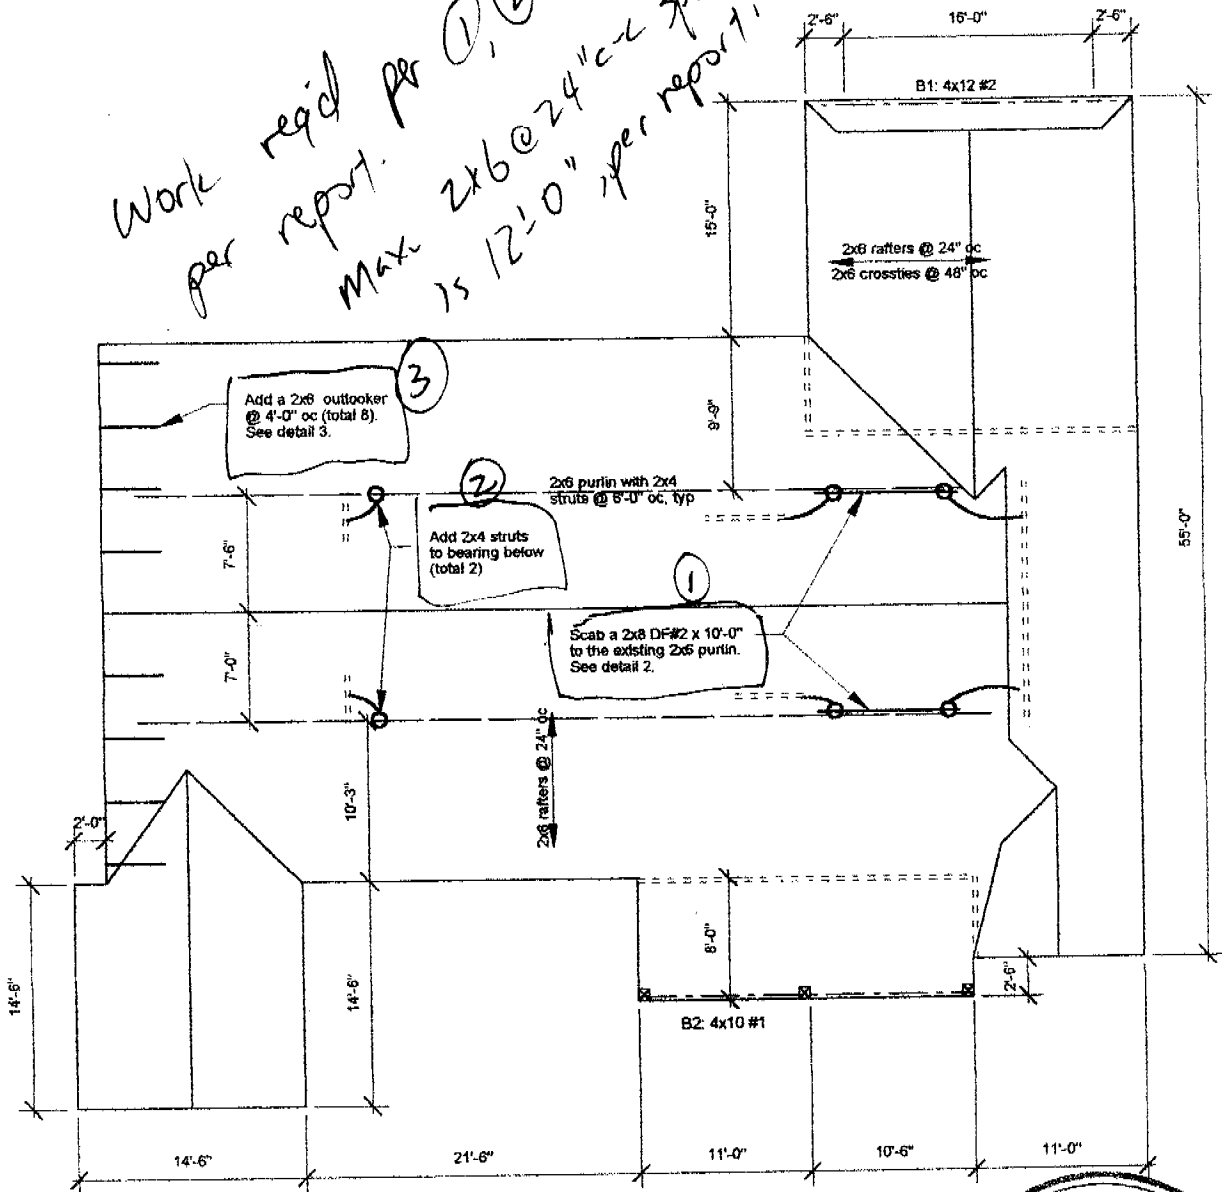 Work req'd per ①, ②
per report.
Max. 2x6 @ 24" c-c
is 12'-0", per report.
2'-6"
16'-0"
2'-6"
B1: 4x12 #2
15'-0"
2x6 rafters @ 24" oc
2x6 crossties @ 48" oc
③
Add a 2x6 outlooker
@ 4'-0" oc (total 8).
See detail 3.
9'-9"
②
2x6 purlin with 2x4
struts @ 6'-0" oc, typ
Add 2x4 struts
to bearing below
(total 2)
7'-6"
55'-0"
①
Scab a 2x8 DF#2 x 10'-0"
to the existing 2x6 purlin.
See detail 2.
7'-0"
2x6 rafters @ 24" oc
10'-3"
2'-0"
8'-0"
2'-6"
14'-6"
14'-6"
B2: 4x10 #1
14'-6"
21'-6"
11'-0"
10'-6"
11'-0"